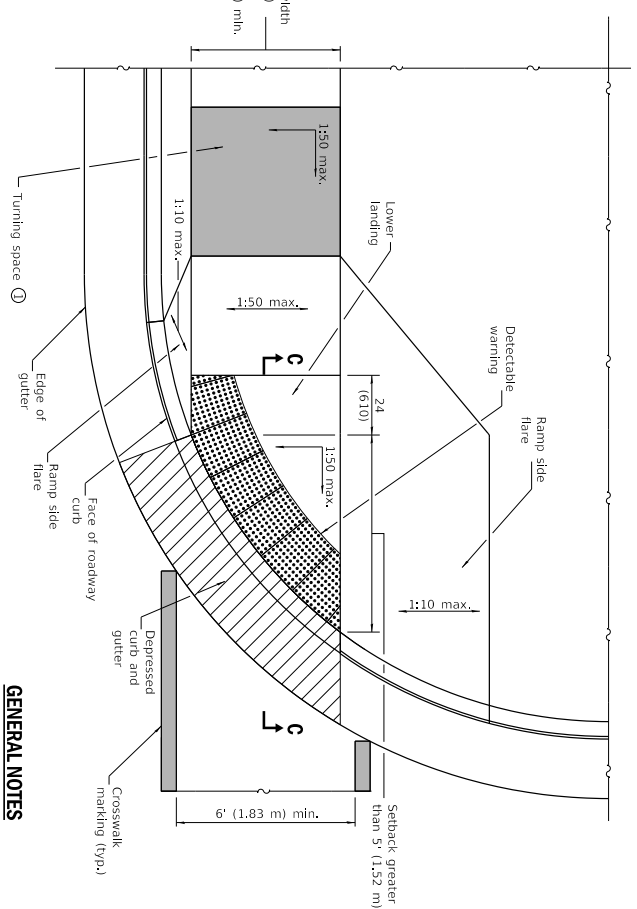 idth
)
) min.
1:50 max.
Turning space ①
1:10 max.
Lower
landing
1:50 max.
Detectable
warning
Ramp side
flare
C
24
(610)
1:50 max.
1:10 max.
Edge of
gutter
Ramp side
flare
Face of roadway
curb
Depressed
curb and
gutter
C
Setback greater
than 5' (1.52 m)
6' (1.83 m) min.
Crosswalk
marking (typ.)
GENERAL NOTES